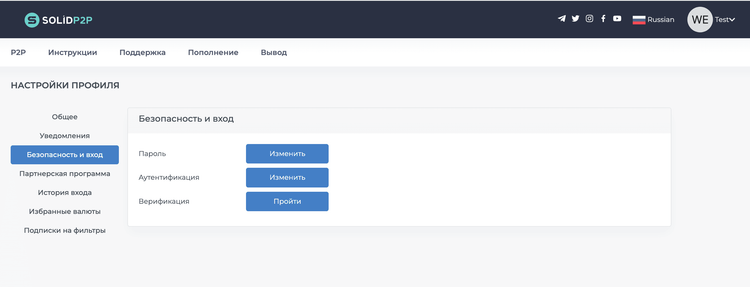 SOLIDP2P
Russian
WE
Test
P2P
Инструкции
Поддержка
Пополнение
Вывод
НАСТРОЙКИ ПРОФИЛЯ
Общее
Уведомления
Безопасность и вход
Партнерская программа
История входа
Избранные валюты
Подписки на фильтры
Безопасность и вход
Пароль
Изменить
Аутентификация
Изменить
Верификация
Пройти